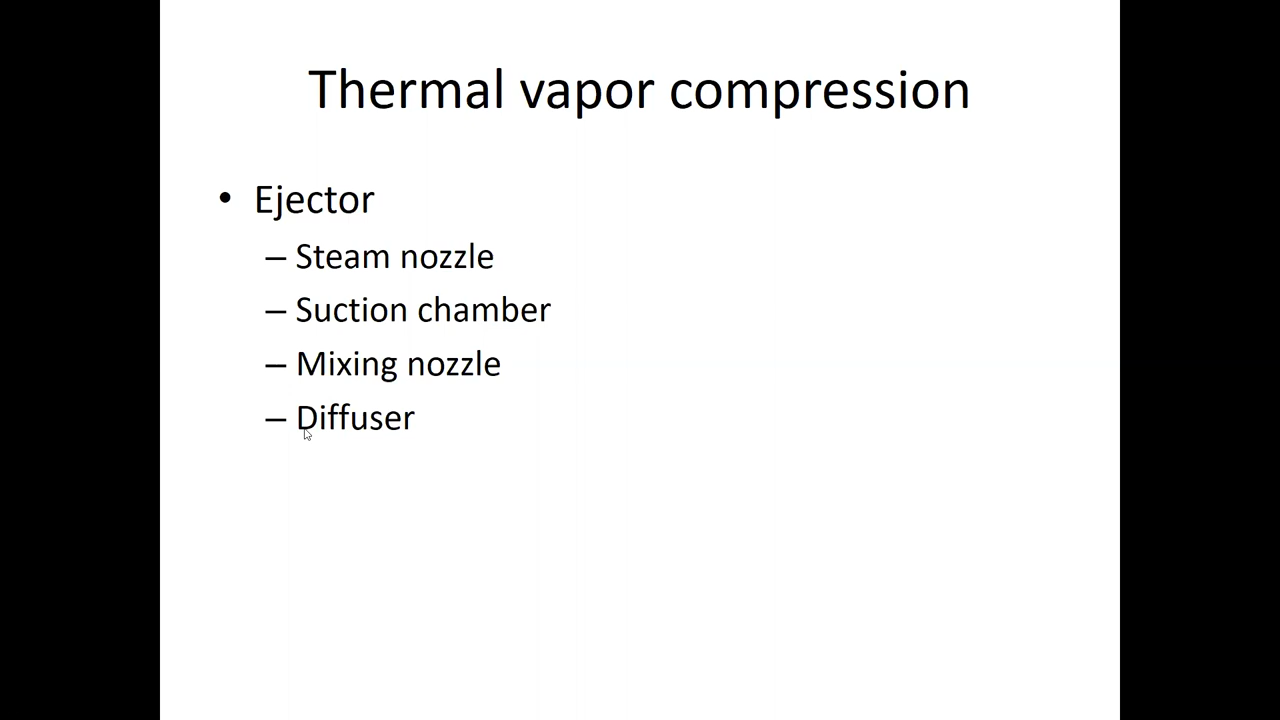 Thermal vapor compression
• Ejector
– Steam nozzle
– Suction chamber
– Mixing nozzle
– Diffuser